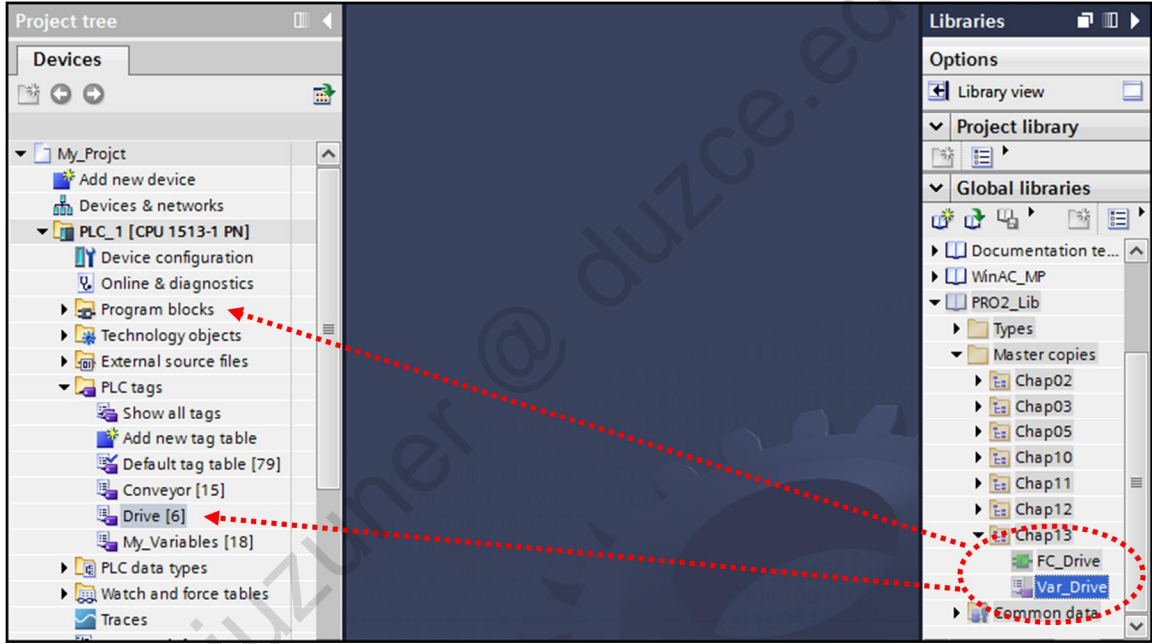 Project tree
Devices
My_Projct
Add new device
Devices & networks
PLC_1 [CPU 1513-1 PN]
Device configuration
Online & diagnostics
Program blocks
Technology objects
External source files
PLC tags
Show all tags
Add new tag table
Default tag table [79]
Conveyor [15]
Drive [6]
My_Variables [18]
PLC data types
Watch and force tables
Traces
Libraries
Options
Library view
Project library
Global libraries
Documentation te...
WinAC_MP
PRO2_Lib
Types
Master copies
Chap02
Chap03
Chap05
Chap10
Chap11
Chap12
Chap13
FC_Drive
Var_Drive
Common data